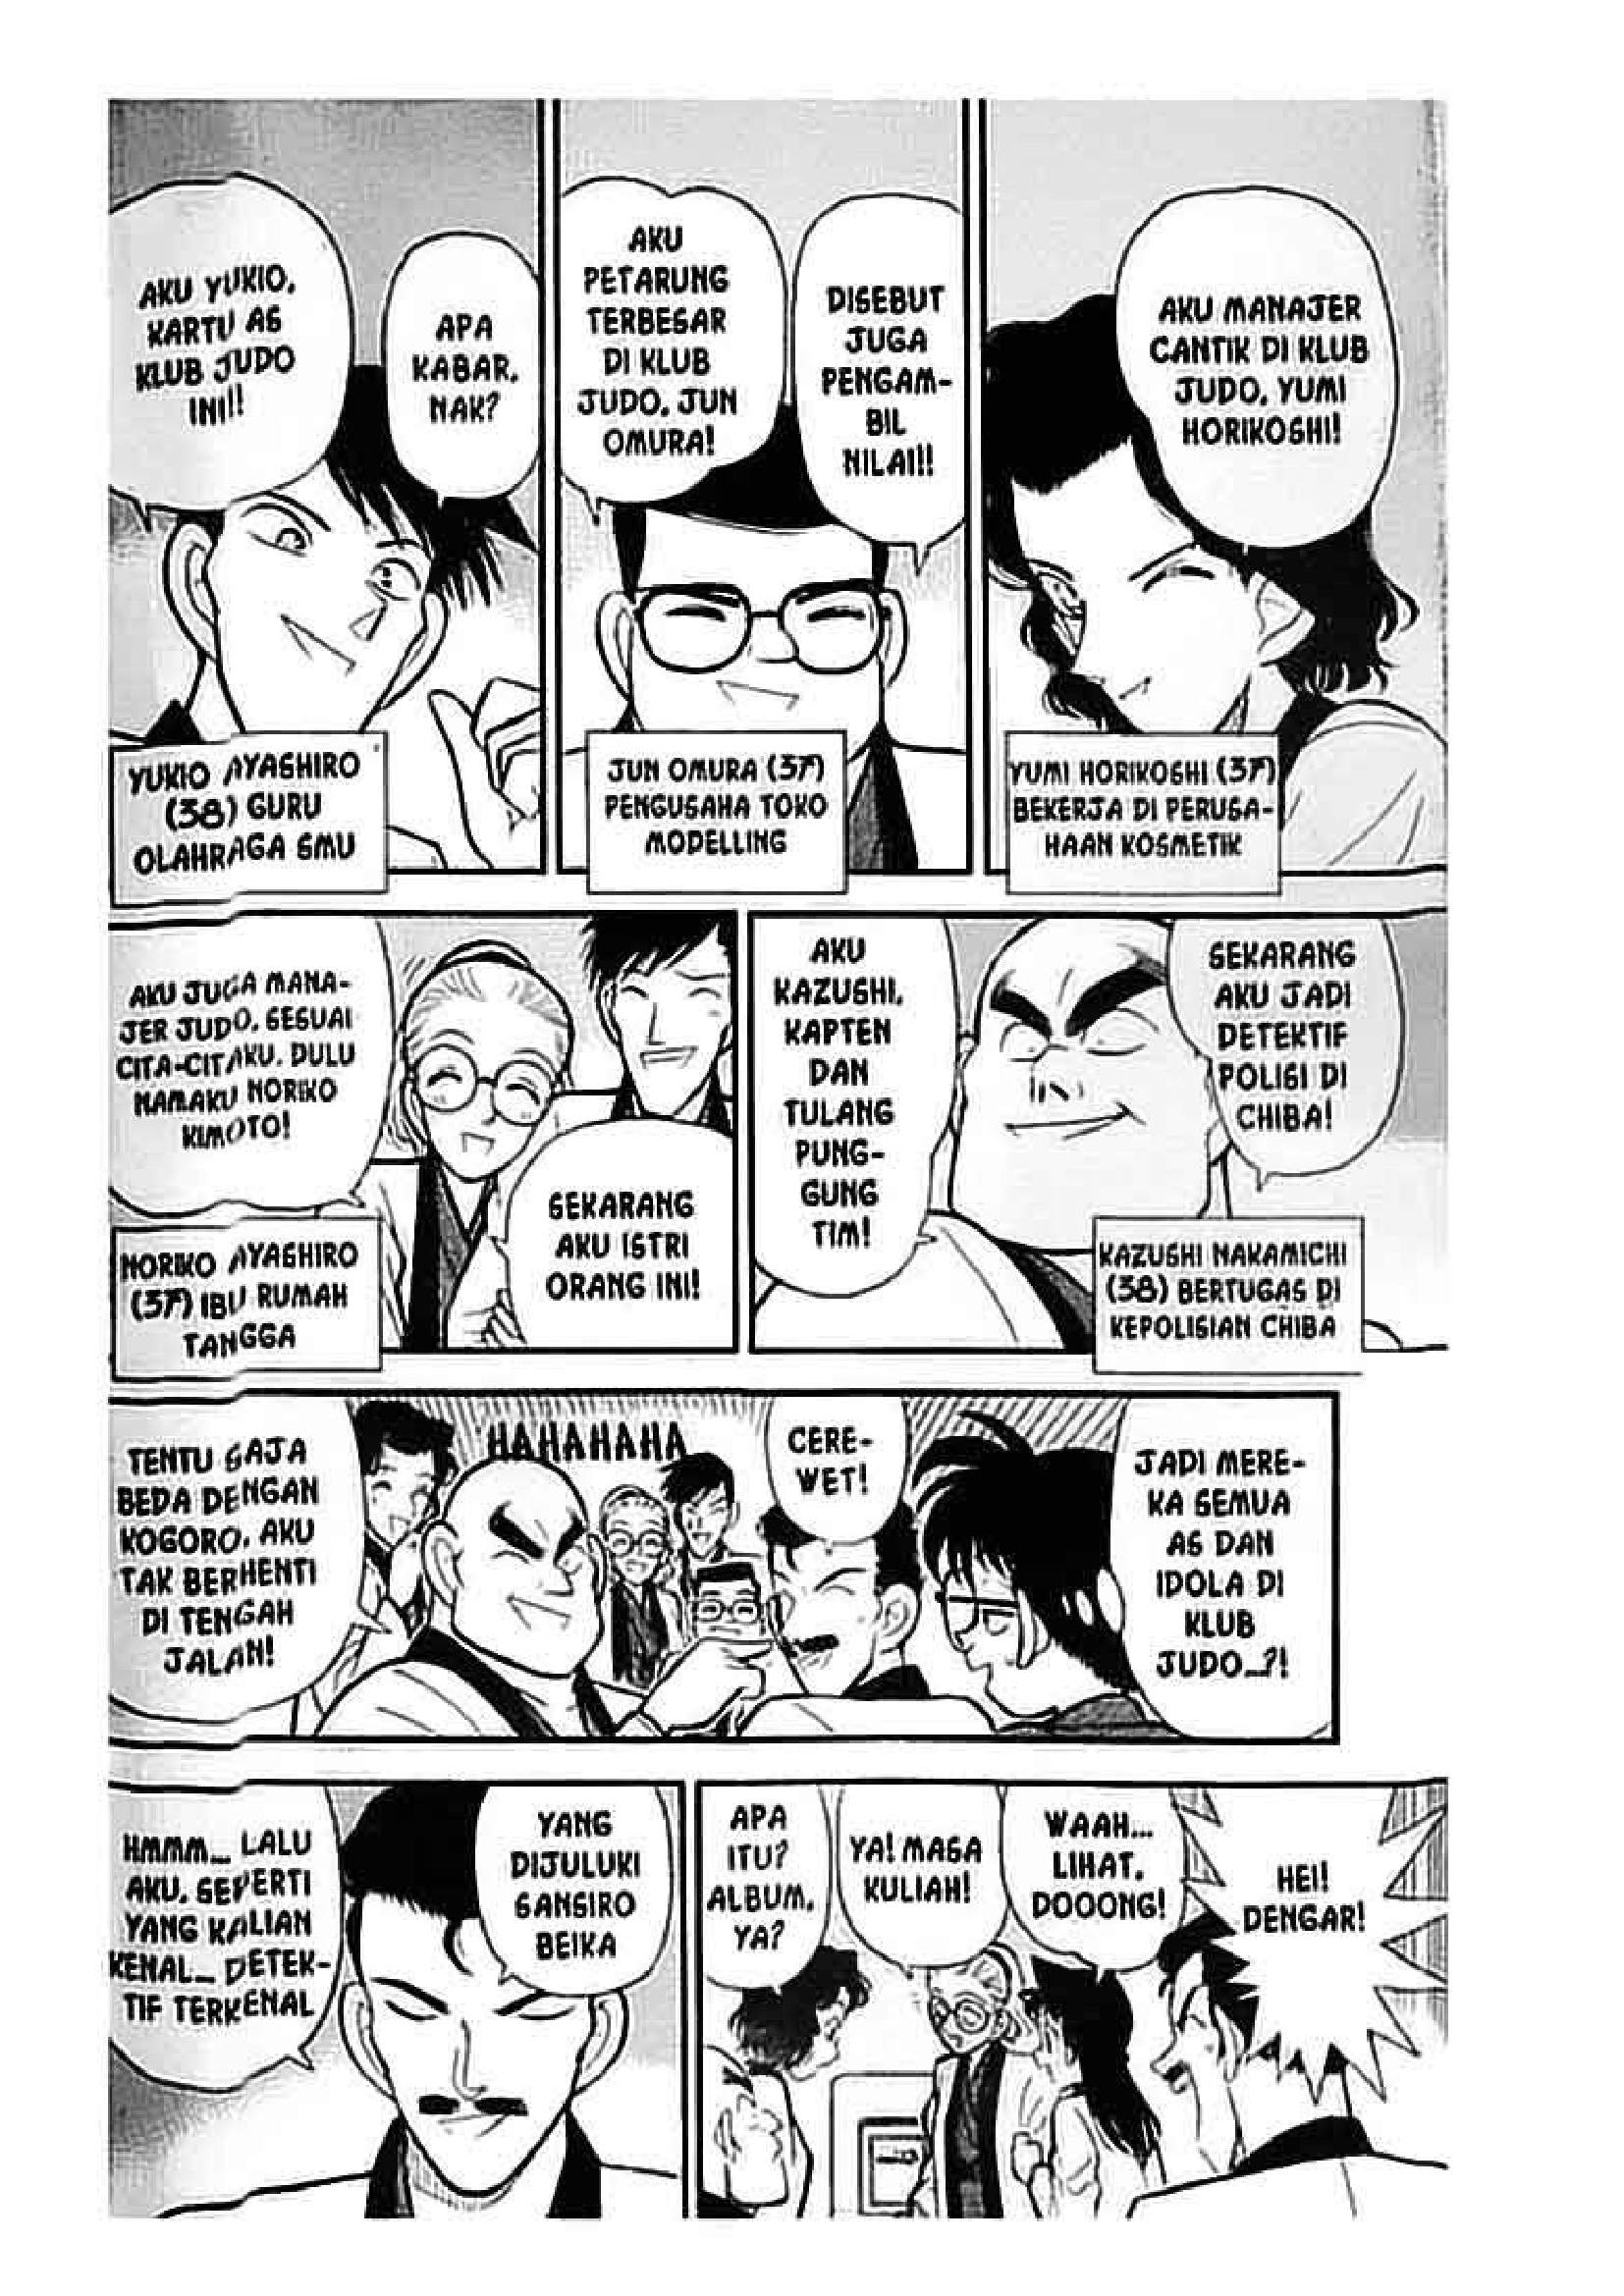 AKU MANAJER
CANTIK DI KLUB
JUDO, YUMI
HORIKOSHI!
YUMI HORIKOSHI (37)
BEKERJA DI PERUSA-
HAAN KOSMETIK
AKU
PETARUNG
TERBESAR
DI KLUB
JUDO, JUN
OMURA!
DISEBUT
JUGA
PENGAM-
BIL
NILAI!!
JUN OMURA (37)
PENGUSAHA TOKO
MODELLING
APA
KABAR,
NAK?
AKU YUKIO,
KARTU AS
KLUB JUDO
INI!!
YUKIO AYASHIRO
(38) GURU
OLAHRAGA SMU
AKU
KAZUSHI,
KAPTEN
DAN
TULANG
PUNG-
GUNG
TIM!
SEKARANG
AKU JADI
DETEKTIF
POLISI DI
CHIBA!
KAZUSHI NAKAMICHI
(38) BERTUGAS DI
KEPOLISIAN CHIBA
AKU JUGA MANA-
JER JUDO, SESUAI
CITA-CITAKU. DULU
NAMAKU NORIKO
KIMOTO!
SEKARANG
AKU ISTRI
ORANG INI!
NORIKO AYASHIRO
(37) IBU RUMAH
TANGGA
JADI MERE-
KA SEMUA
AS DAN
IDOLA DI
KLUB
JUDO...?!
CERE-
WET!
HAHAHAHA
TENTU SAJA
BEDA DENGAN
KOGORO, AKU
TAK BERHENTI
DI TENGAH
JALAN!
HMMM... LALU
AKU, SEPERTI
YANG KALIAN
KENAL... DETEK-
TIF TERKENAL
YANG
DIJULUKI
SANSIRO
BEIKA
APA
ITU?
ALBUM,
YA?
YA! MASA
KULIAH!
WAAH...
LIHAT,
DOOONG!
HEI!
DENGAR!